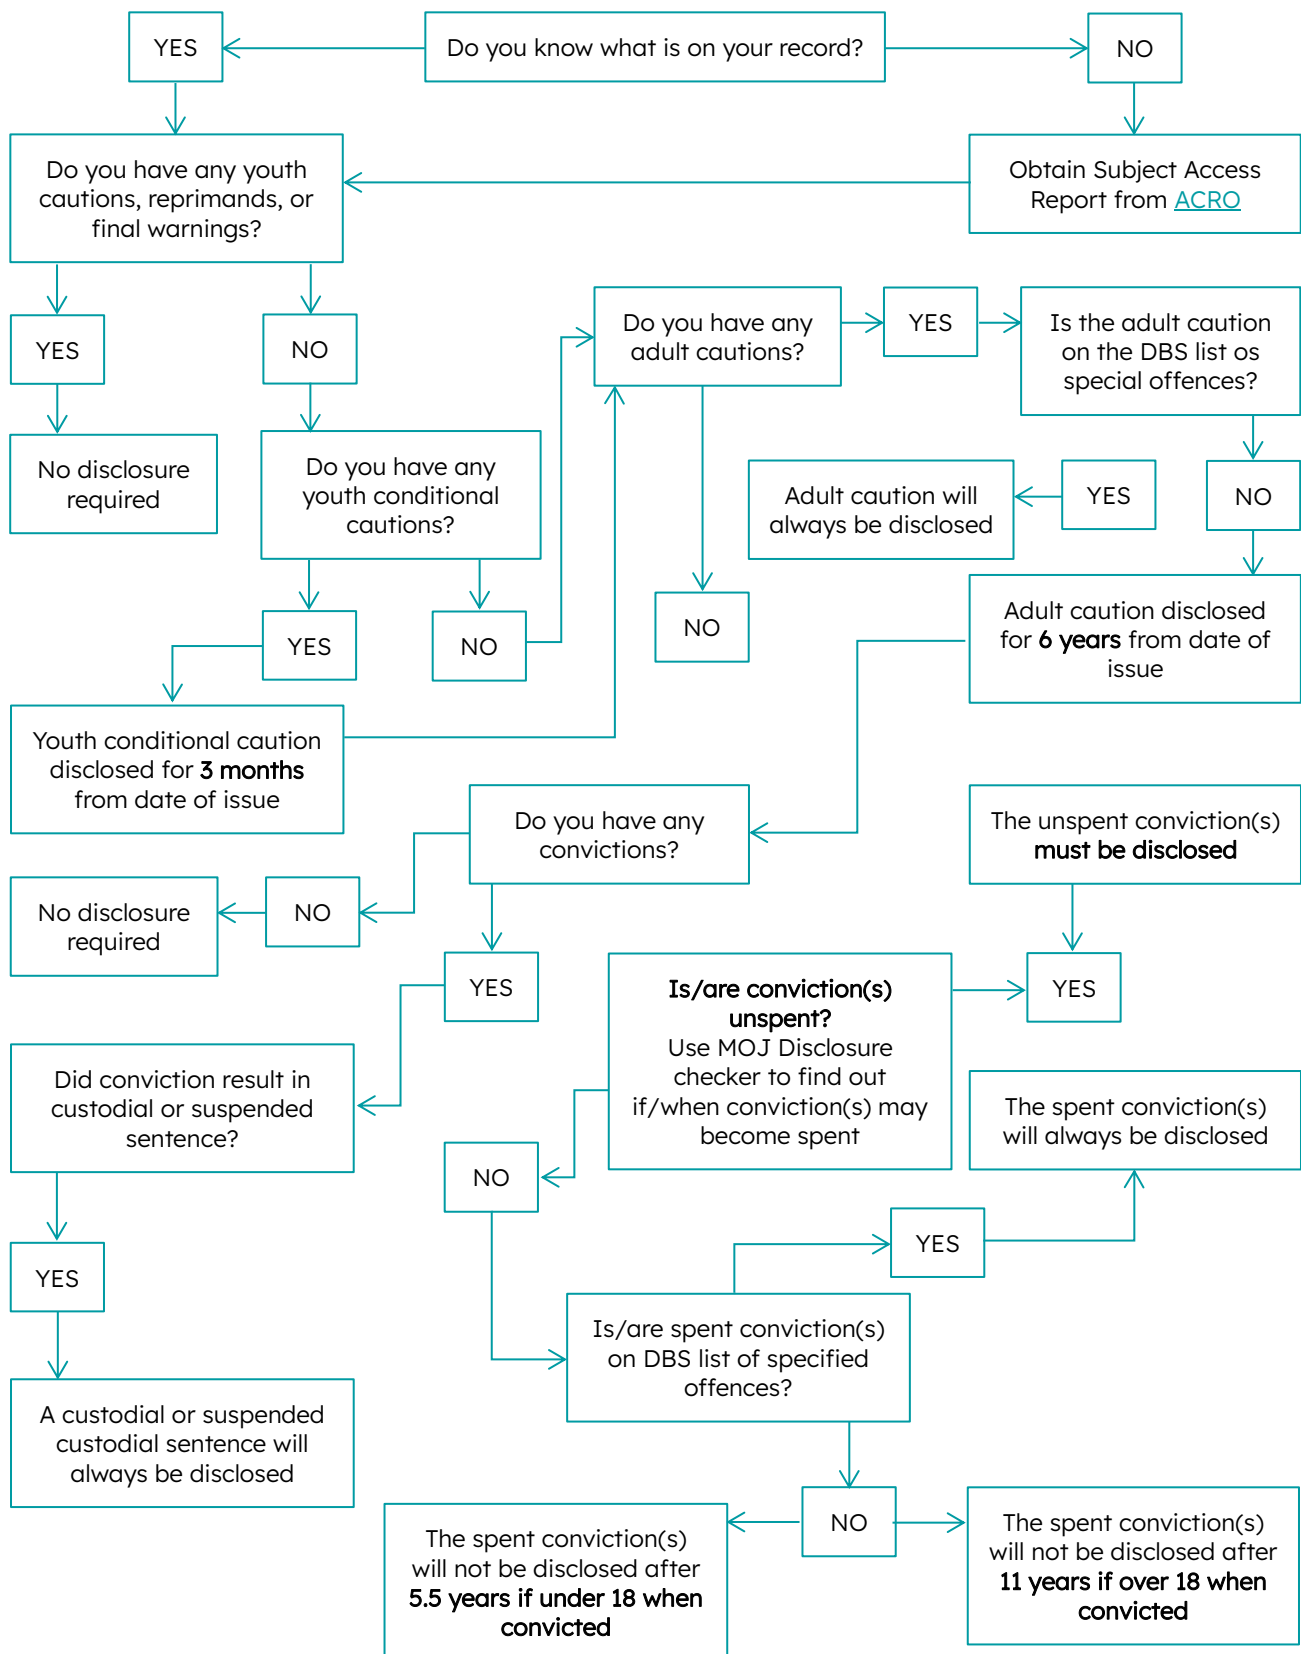 YES
Do you know what is on your record?
NO
Do you have any youth
cautions, reprimands, or
final warnings?
Obtain Subject Access
Report from ACRO
YES
NO
Do you have any
adult cautions?
YES
Is the adult caution
on the DBS list os
special offences?
No disclosure
required
Do you have any
youth conditional
cautions?
Adult caution will
always be disclosed
YES
NO
YES
NO
NO
Adult caution disclosed
for 6 years from date of
issue
Youth conditional caution
disclosed for 3 months
from date of issue
Do you have any
convictions?
The unspent conviction(s)
must be disclosed
No disclosure
required
NO
YES
Is/are conviction(s)
unspent?
Use MOJ Disclosure
checker to find out
if/when conviction(s) may
become spent
YES
Did conviction result in
custodial or suspended
sentence?
The spent conviction(s)
will always be disclosed
NO
YES
YES
Is/are spent conviction(s)
on DBS list of specified
offences?
A custodial or suspended
custodial sentence will
always be disclosed
NO
The spent conviction(s)
will not be disclosed after
5.5 years if under 18 when
convicted
The spent conviction(s)
will not be disclosed after
11 years if over 18 when
convicted